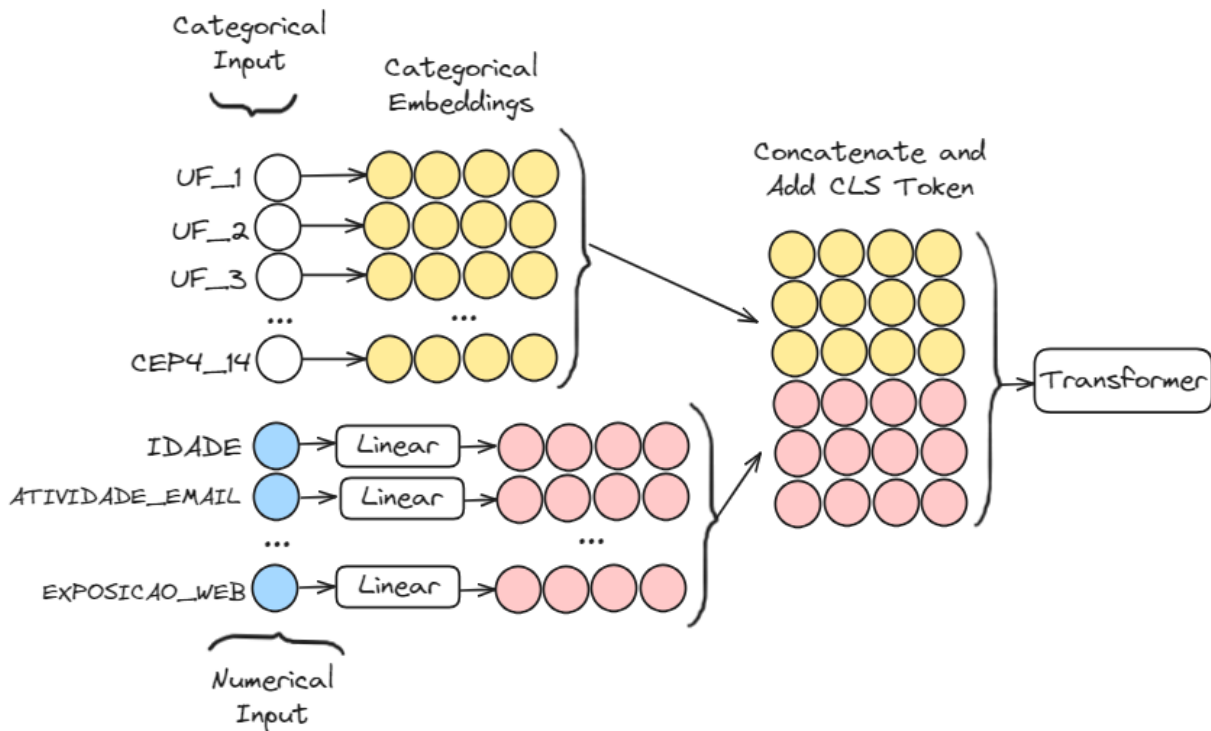 Categorical
Input
Categorical
Embeddings
UF_1
UF_2
UF_3
...
...
CEP4_14
Concatenate and
Add CLS Token
Transformer
IDADE
Linear
ATIVIDADE_EMAIL
Linear
...
...
EXPOSICAO_WEB
Linear
Numerical
Input